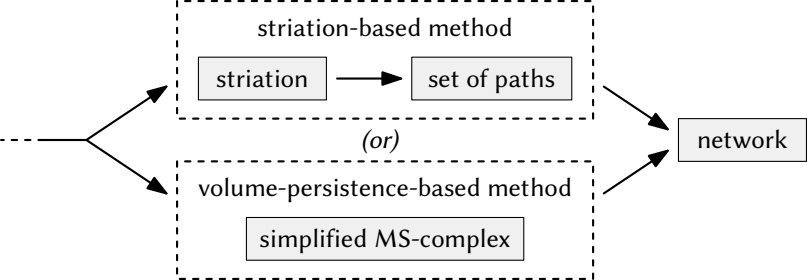 striation-based method
striation
set of paths
(or)
network
volume-persistence-based method
simplified MS-complex